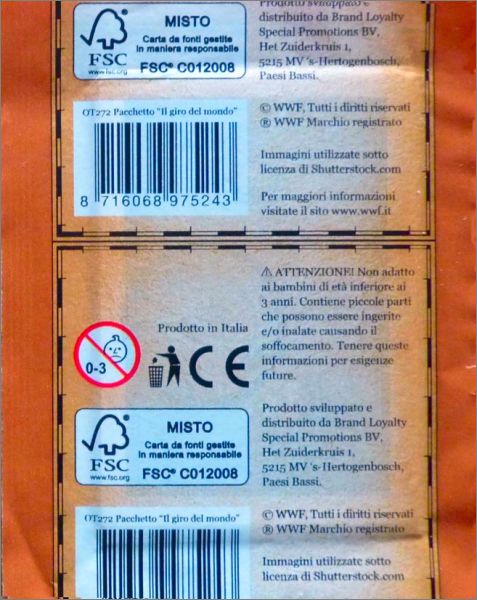 Prodotto sviluppato e
distribuito da Brand Loyalty
Special Promotions BV,
Het Zuiderkruis 1,
5215 MV 's-Hertogenbosch,
Paesi Bassi.
FSC
www.fsc.org
MISTO
Carta da fonti gestite
in maniera responsabile
FSC® C012008
OT272 Pacchetto "Il giro del mondo"
8 716068 975243
© WWF, Tutti i diritti riservati
® WWF Marchio registrato
Immagini utilizzate sotto
licenza di Shutterstock.com
Per maggiori informazioni
visitate il sito www.wwf.it
⚠ ATTENZIONE! Non adatto
ai bambini di età inferiore ai
3 anni. Contiene piccole parti
che possono essere ingerite
e/o inalate causando il
soffocamento. Tenere queste
informazioni per esigenze
future.
Prodotto in Italia
0-3
CE
FSC
www.fsc.org
MISTO
Carta da fonti gestite
in maniera responsabile
FSC® C012008
Prodotto sviluppato e
distribuito da Brand Loyalty
Special Promotions BV,
Het Zuiderkruis 1,
5215 MV 's-Hertogenbosch,
Paesi Bassi.
OT272 Pacchetto "Il giro del mondo"
© WWF, Tutti i diritti riservati
® WWF Marchio registrato
Immagini utilizzate sotto
licenza di Shutterstock.com